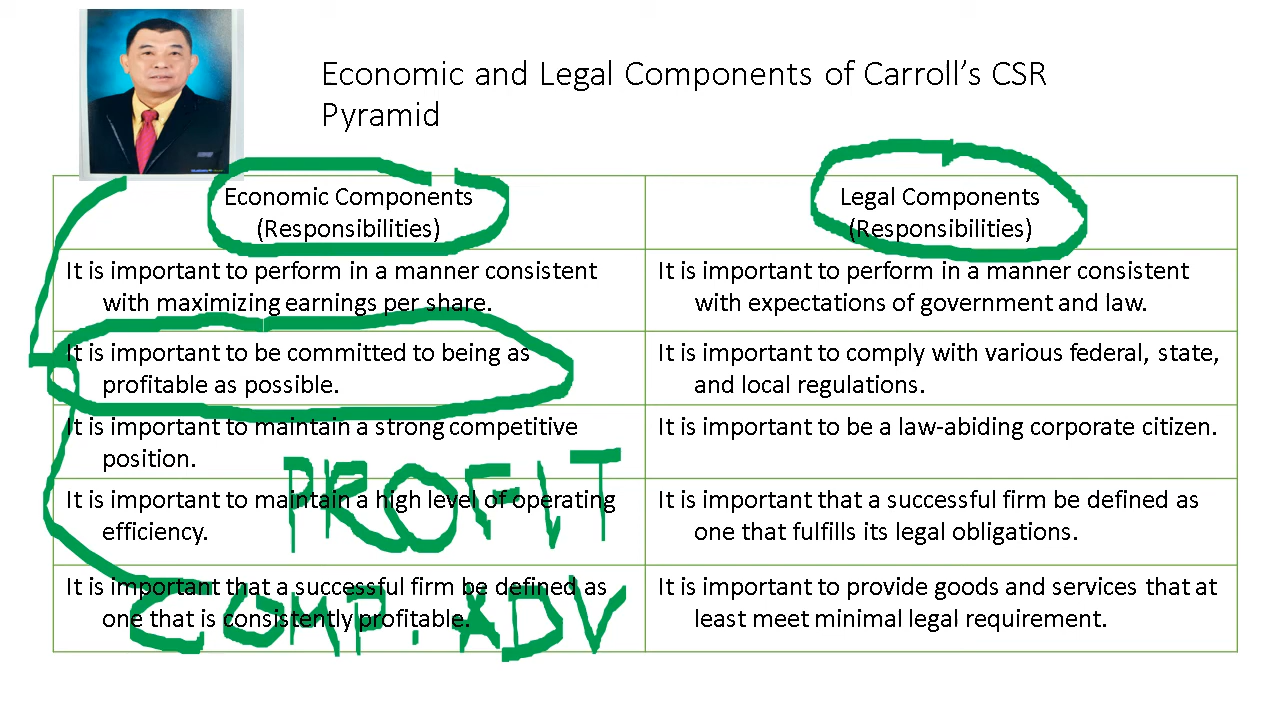 Economic and Legal Components of Carroll’s CSR
Pyramid
Economic Components
(Responsibilities)
Legal Components
(Responsibilities)
It is important to perform in a manner consistent
with maximizing earnings per share.
It is important to perform in a manner consistent
with expectations of government and law.
It is important to be committed to being as
profitable as possible.
It is important to comply with various federal, state,
and local regulations.
It is important to maintain a strong competitive
position.
It is important to be a law-abiding corporate citizen.
It is important to maintain a high level of operating
efficiency.
PROFIT
It is important that a successful firm be defined as
one that fulfills its legal obligations.
It is important that a successful firm be defined as
one that is consistently profitable.
COMP. ADV
It is important to provide goods and services that at
least meet minimal legal requirement.